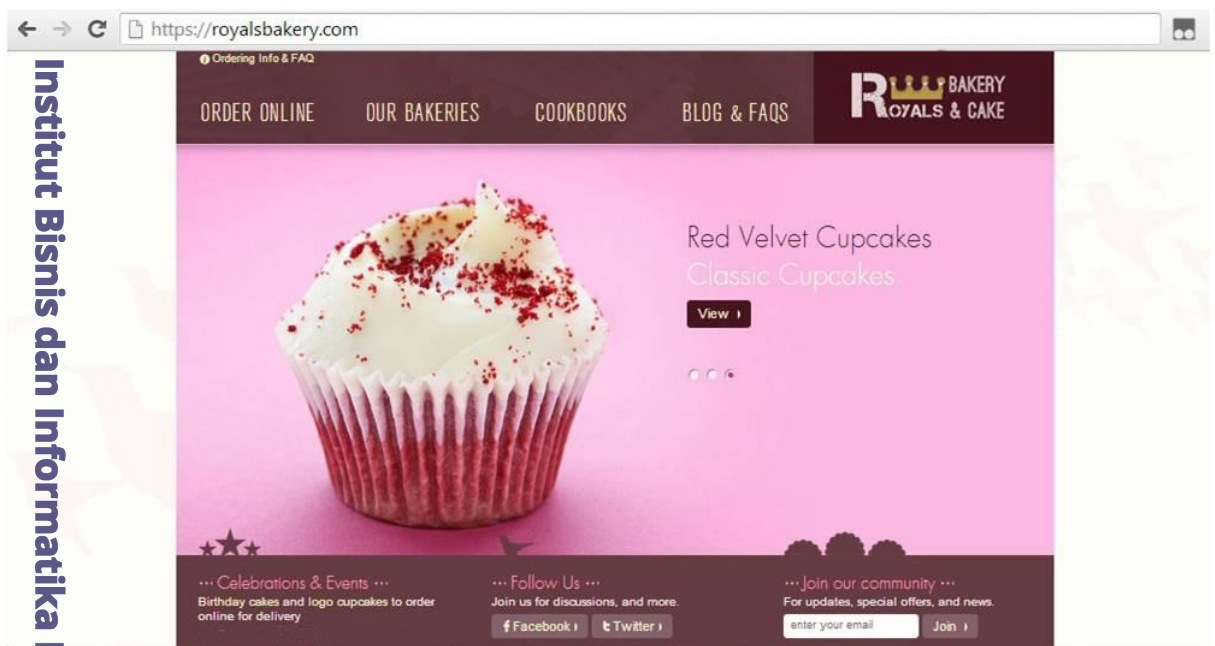 https://royalsbakery.com
Ordering Info & FAQ
ORDER ONLINE OUR BAKERIES COOKBOOKS BLOG & FAQS
ROYALS BAKERY & CAKE
Institut Bisnis dan Informatika
Red Velvet Cupcakes
Classic Cupcakes
View
··· Celebrations & Events ···
Birthday cakes and logo cupcakes to order
online for delivery
··· Follow Us ···
Join us for discussions, and more.
Facebook Twitter
··· Join our community ···
For updates, special offers, and news.
enter your email Join